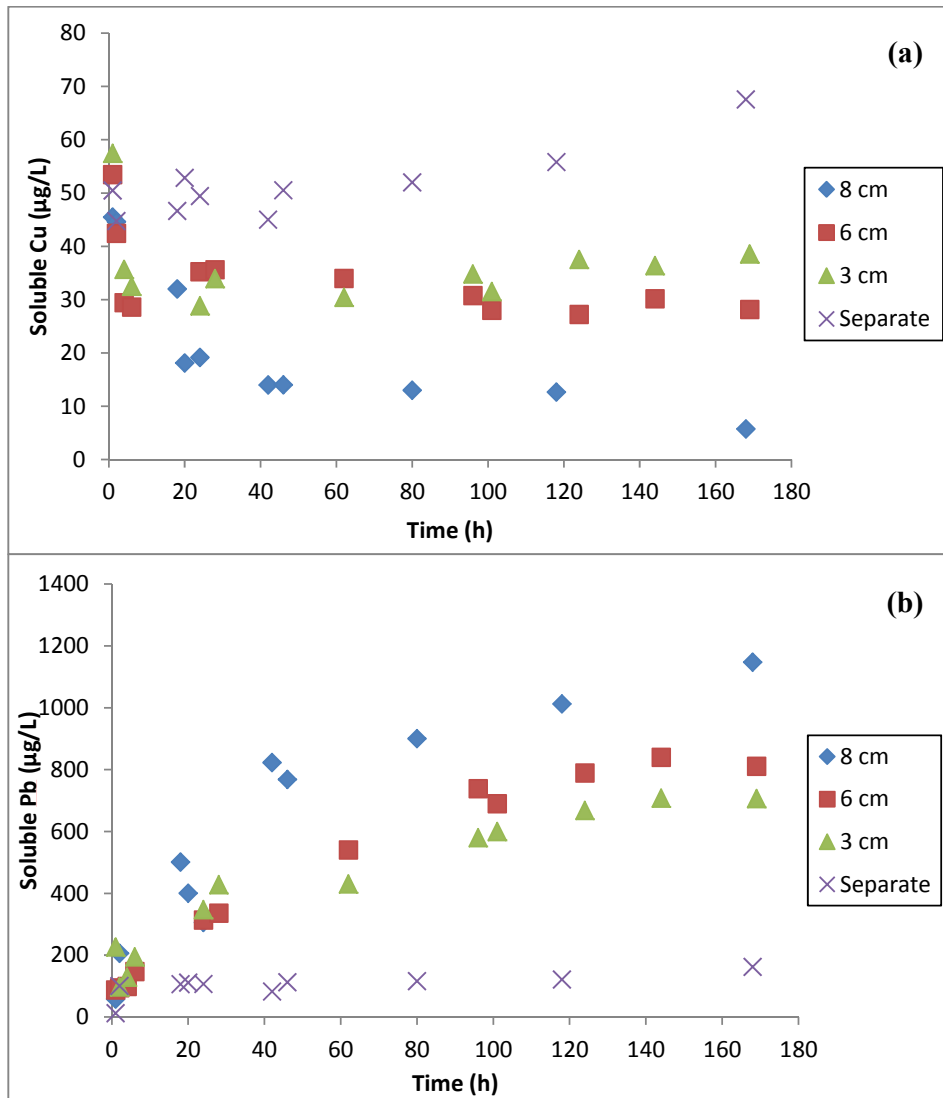 (a)
80
70
60
50
40
30
20
10
0
Soluble Cu (µg/L)
0 20 40 60 80 100 120 140 160 180
Time (h)
8 cm
6 cm
3 cm
Separate
(b)
1400
1200
1000
800
600
400
200
0
Soluble Pb (µg/L)
0 20 40 60 80 100 120 140 160 180
Time (h)
8 cm
6 cm
3 cm
Separate